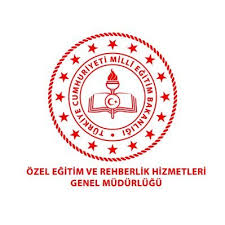 TÜRKİYE CUMHURİYETİ MİLLÎ EĞİTİM BAKANLIĞI
ÖZEL EĞİTİM VE REHBERLİK HİZMETLERİ
GENEL MÜDÜRLÜĞÜ